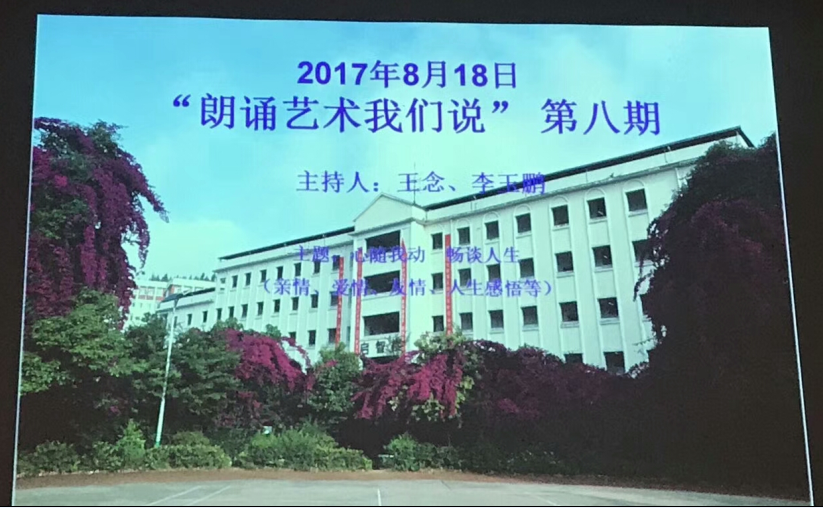 2017年8月18日
“朗诵艺术我们说” 第八期
主持人：王念、李玉鹏
主题：心随我动 畅谈人生
（亲情、爱情、友情、人生感悟等）